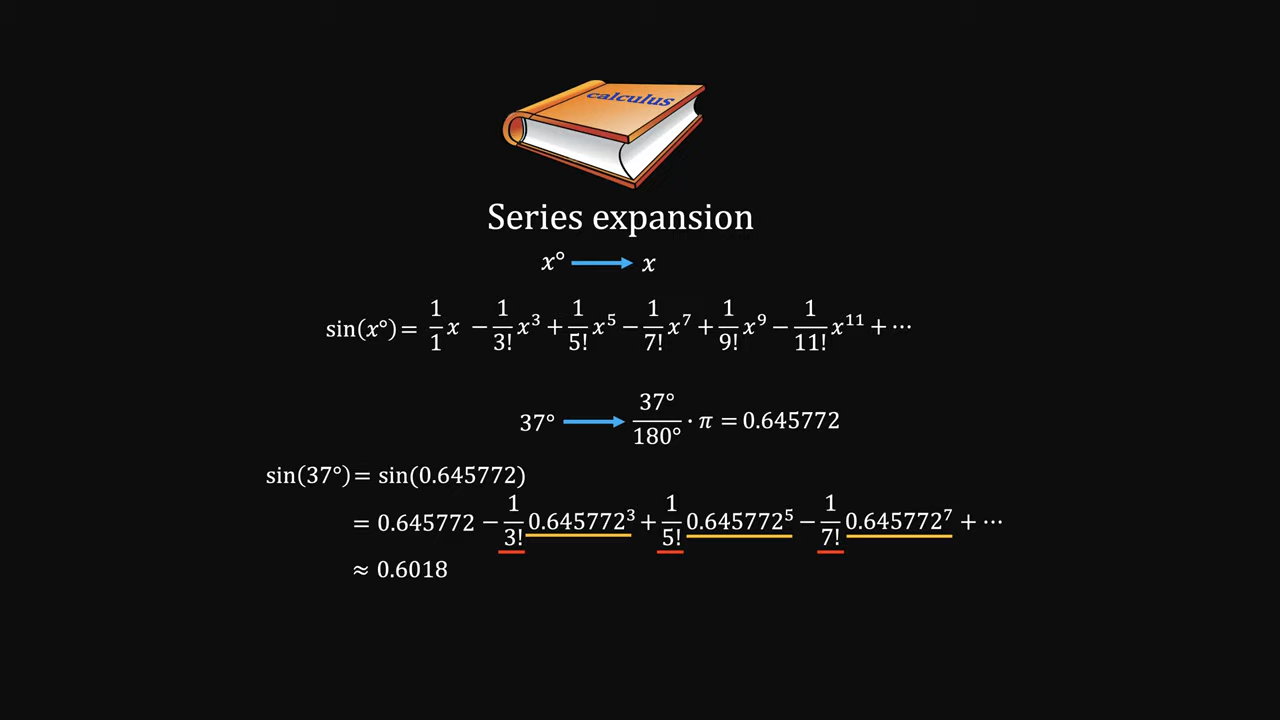 calculus
Series expansion
x° → x
sin(x°) = 1/1 x − 1/3! x³ + 1/5! x⁵ − 1/7! x⁷ + 1/9! x⁹ − 1/11! x¹¹ + ⋯
37° → 37°/180° · π = 0.645772
sin(37°) = sin(0.645772)
= 0.645772 − 1/3! 0.645772³ + 1/5! 0.645772⁵ − 1/7! 0.645772⁷ + ⋯
≈ 0.6018